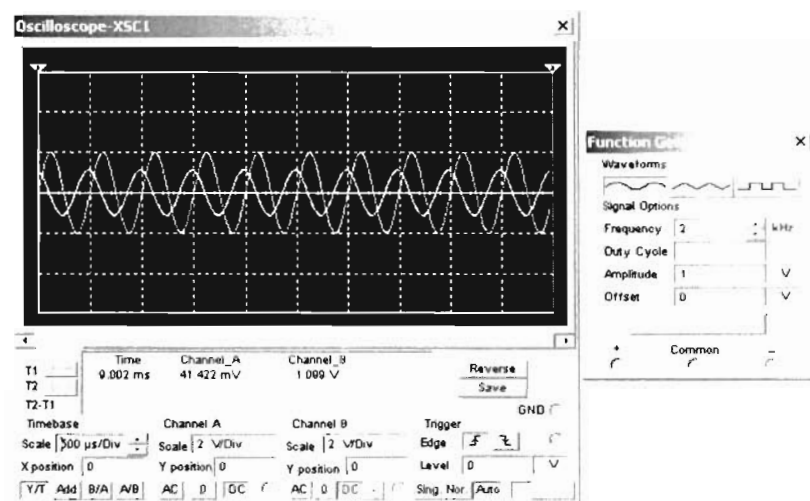 Oscilloscope-XSC1
T1
T2
T2-T1
Time Channel_A Channel_B
9.002 ms 41.422 mV 1.099 V
Reverse
Save
GND
Timebase
Scale 500 µs/Div
X position 0
Y/T Add B/A A/B
Channel A
Scale 2 V/Div
Y position 0
AC 0 DC
Channel B
Scale 2 V/Div
Y position 0
AC 0 DC -
Trigger
Edge
Level 0 V
Sing. Nor. Auto
Function
Waveforms
Signal Options
Frequency 2 kHz
Duty Cycle
Amplitude 1 V
Offset 0 V
+ Common -